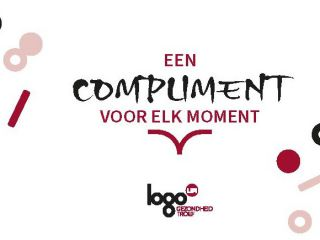 EEN
COMPLIMENT
VOOR ELK MOMENT
logo
GEZONDHEID
TROEF